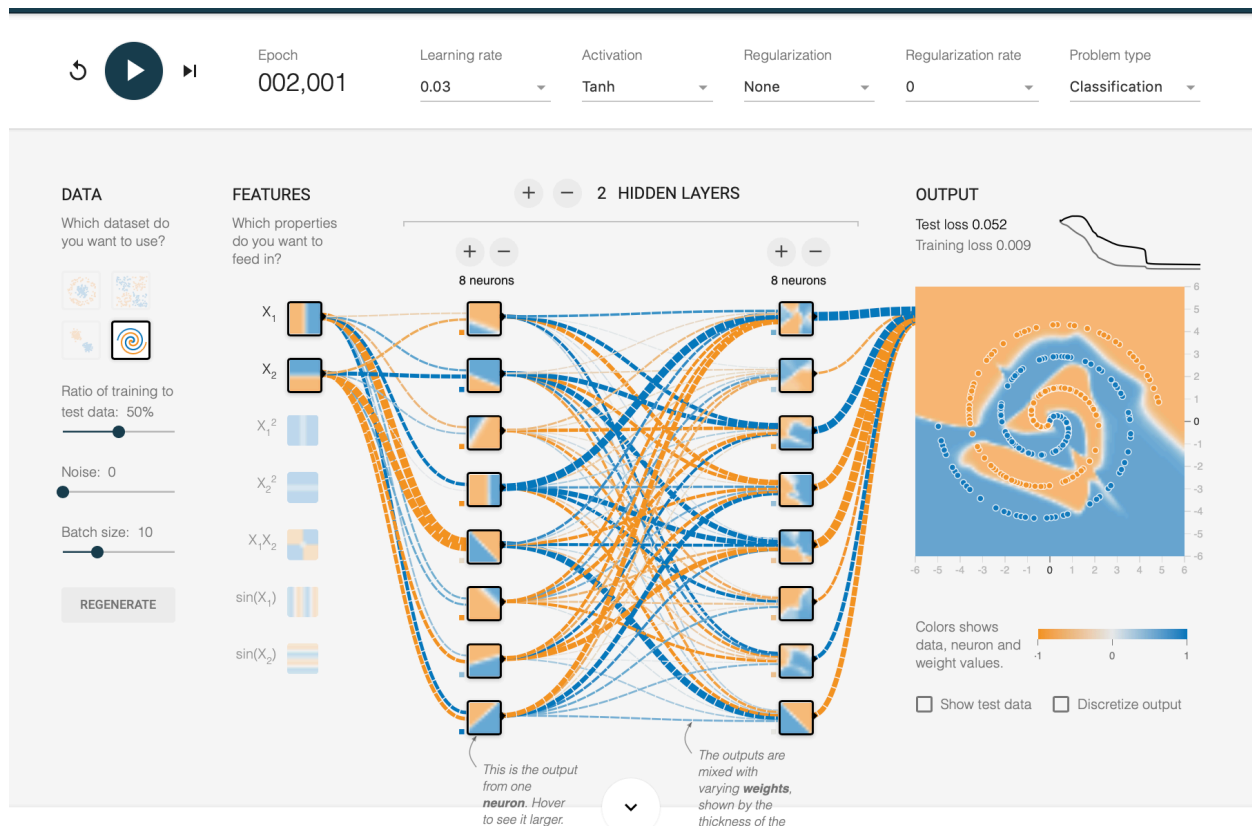 Epoch
002,001
Learning rate
0.03
Activation
Tanh
Regularization
None
Regularization rate
0
Problem type
Classification
DATA
Which dataset do
you want to use?
Ratio of training to
test data: 50%
Noise: 0
Batch size: 10
REGENERATE
FEATURES
Which properties
do you want to
feed in?
X₁
X₂
X₁²
X₂²
X₁X₂
sin(X₁)
sin(X₂)
+ − 2 HIDDEN LAYERS
+ −
8 neurons
+ −
8 neurons
This is the output
from one
neuron. Hover
to see it larger.
The outputs are
mixed with
varying weights,
shown by the
thickness of the
OUTPUT
Test loss 0.052
Training loss 0.009
6
5
4
3
2
1
0
-1
-2
-3
-4
-5
-6
-6 -5 -4 -3 -2 -1 0 1 2 3 4 5 6
Colors shows
data, neuron and
weight values.
-1 0 1
Show test data
Discretize output